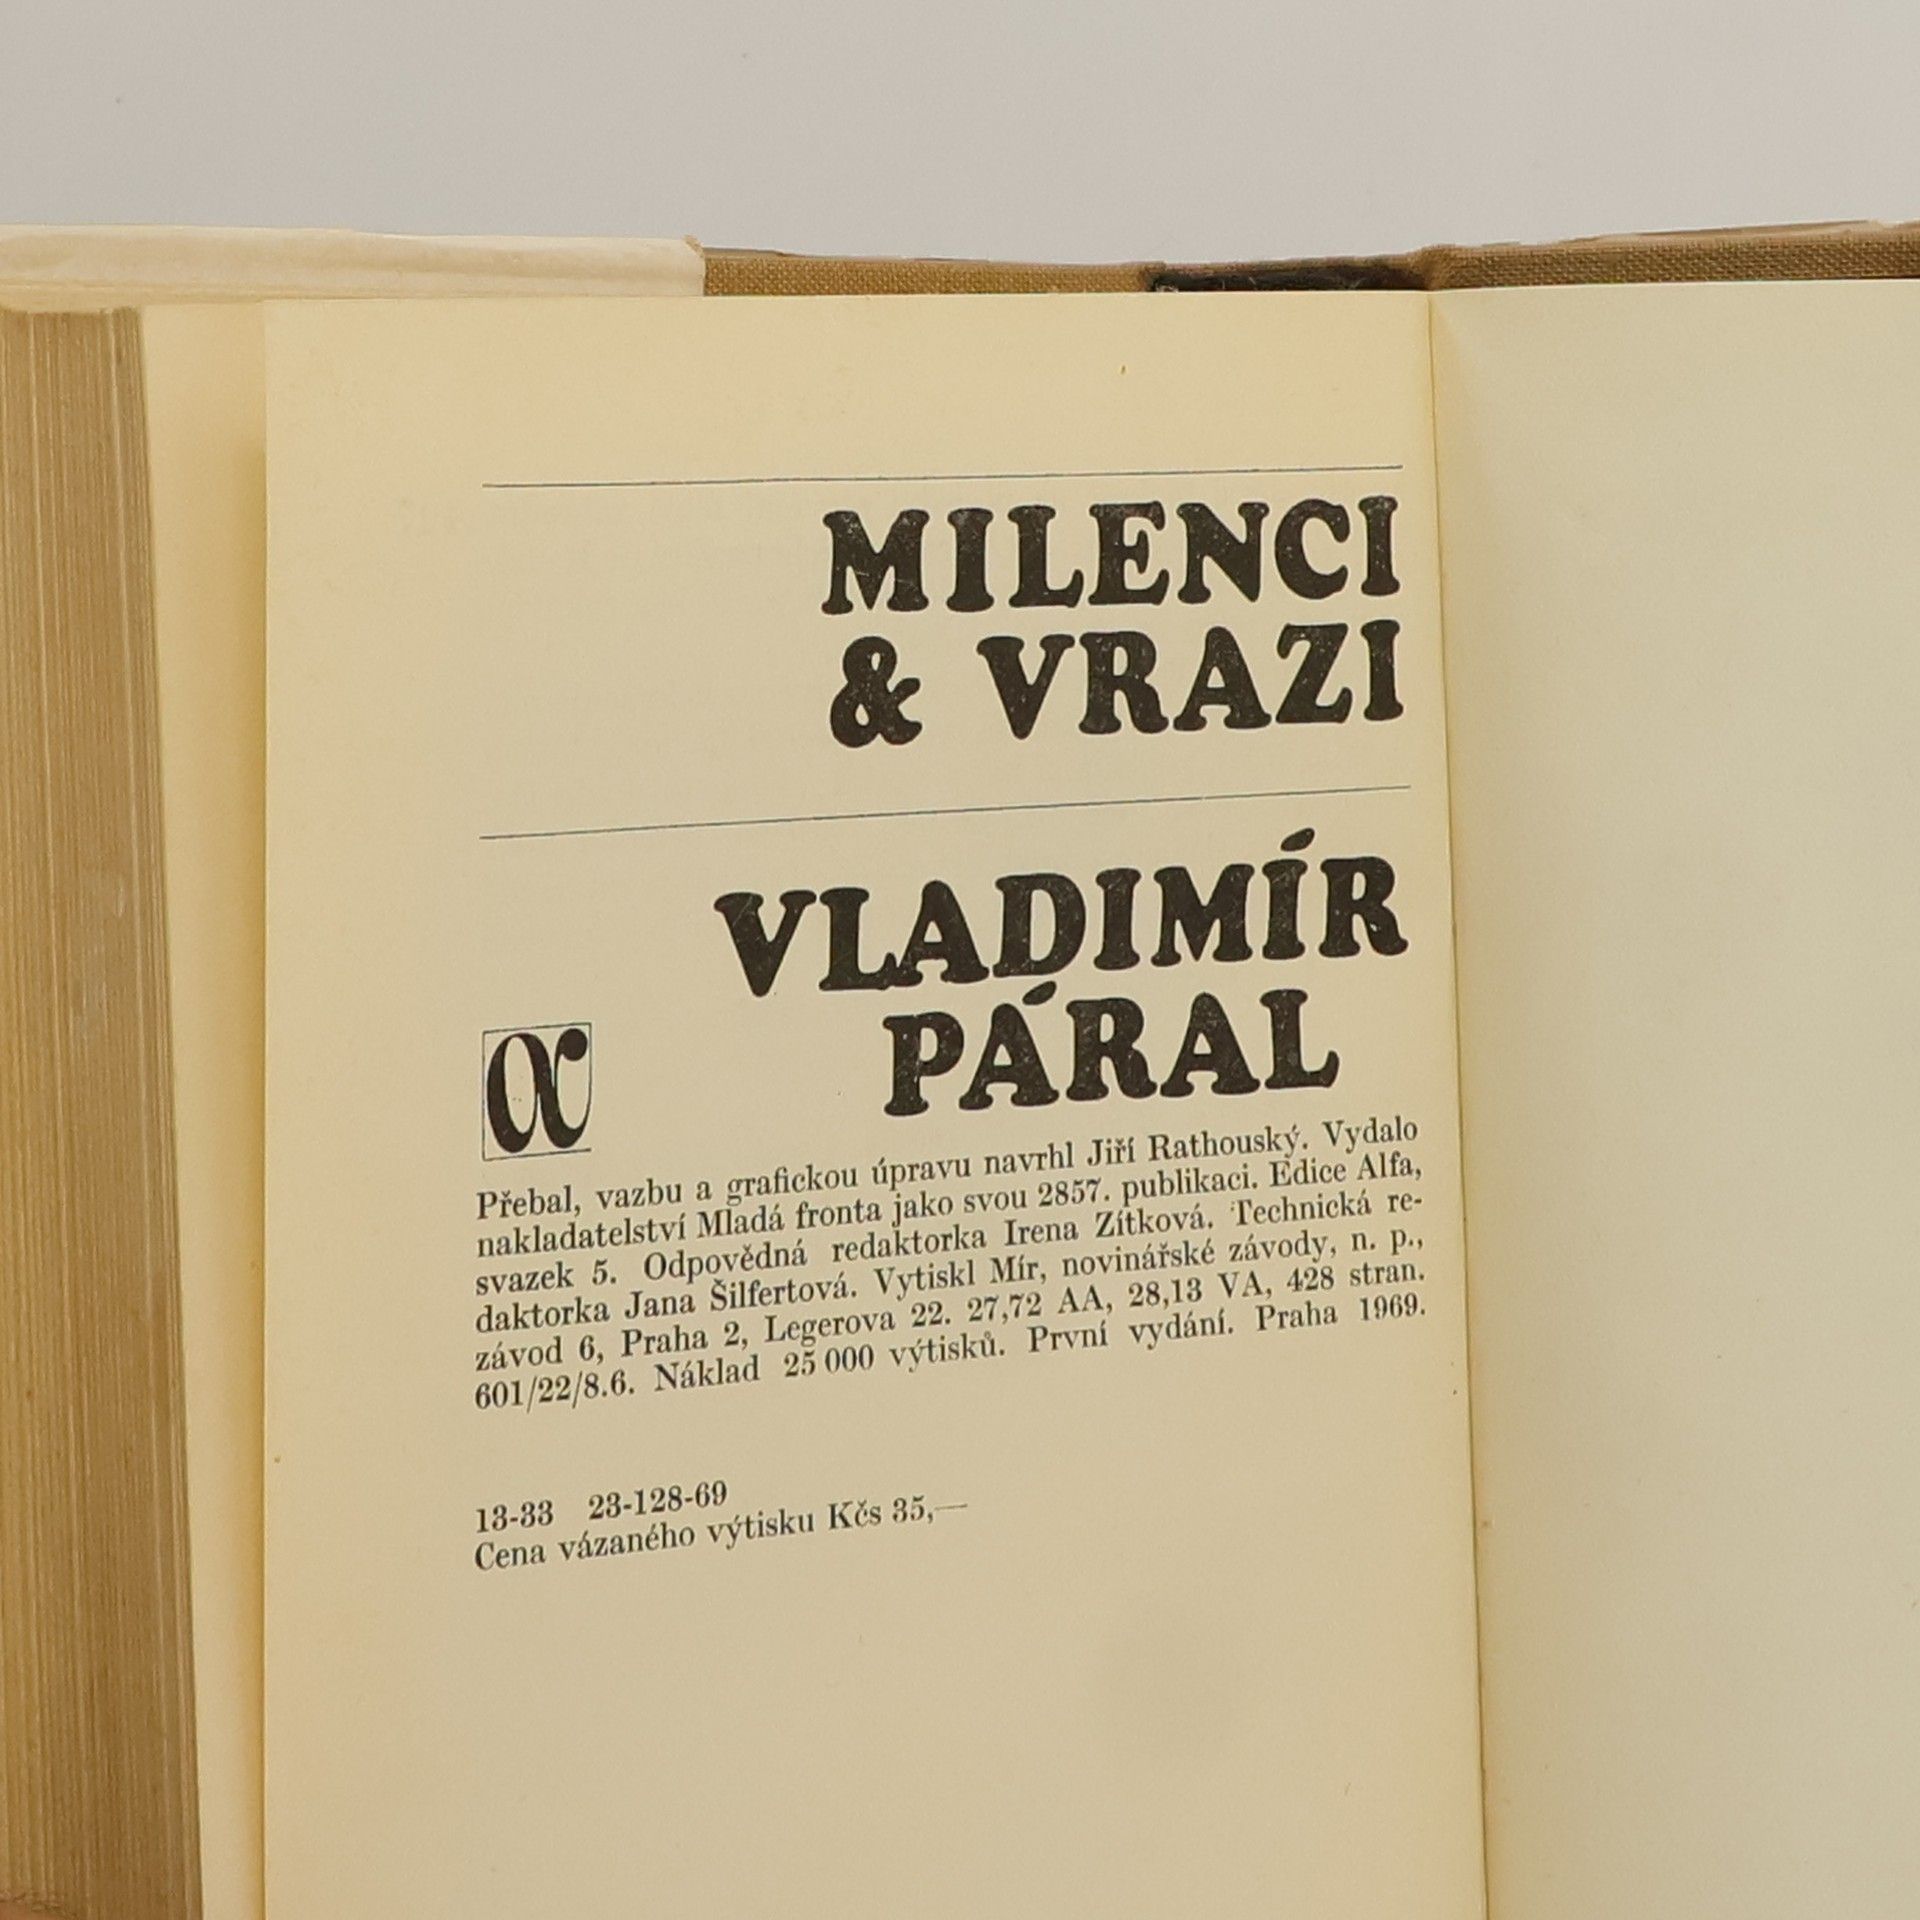 MILENCI
& VRAZI
VLADIMÍR
PÁRAL
α
Přebal, vazbu a grafickou úpravu navrhl Jiří Rathouský. Vydalo
nakladatelství Mladá fronta jako svou 2857. publikaci. Edice Alfa,
svazek 5. Odpovědná redaktorka Irena Zítková. Technická re-
daktorka Jana Šilfertová. Vytiskl Mír, novinářské závody, n. p.,
závod 6, Praha 2, Legerova 22. 27,72 AA, 28,13 VA, 428 stran.
601/22/8.6. Náklad 25 000 výtisků. První vydání. Praha 1969.
13-33 23-128-69
Cena vázaného výtisku Kčs 35,—